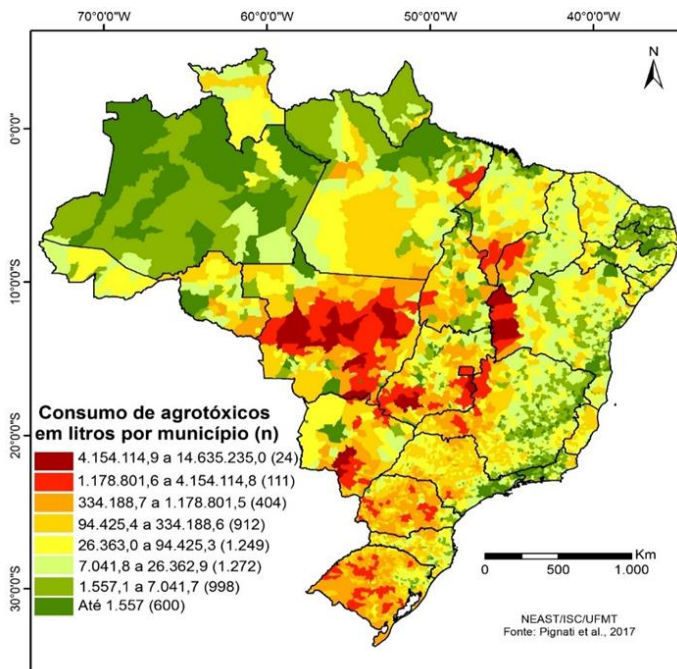 70°0'0"W 60°0'0"W 50°0'0"W 40°0'0"W
N
0°0'0"
10°0'0"S
20°0'0"S
30°0'0"S
Consumo de agrotóxicos
em litros por município (n)
4.154.114,9 a 14.635.235,0 (24)
1.178.801,6 a 4.154.114,8 (111)
334.188,7 a 1.178.801,5 (404)
94.425,4 a 334.188,6 (912)
26.363,0 a 94.425,3 (1.249)
7.041,8 a 26.362,9 (1.272)
1.557,1 a 7.041,7 (998)
Até 1.557 (600)
Km
0 500 1.000
NEAST/ISC/UFMT
Fonte: Pignati et al., 2017